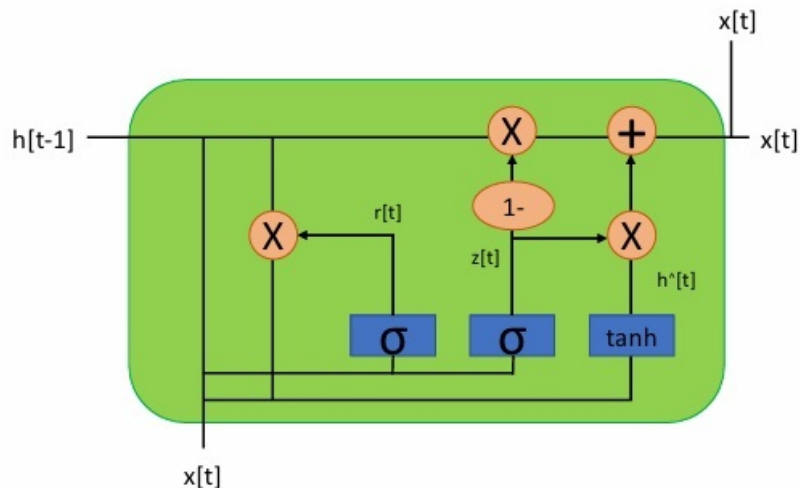 x[t]
h[t-1]
X
+
x[t]
1-
r[t]
X
X
z[t]
h^[t]
σ
σ
tanh
x[t]